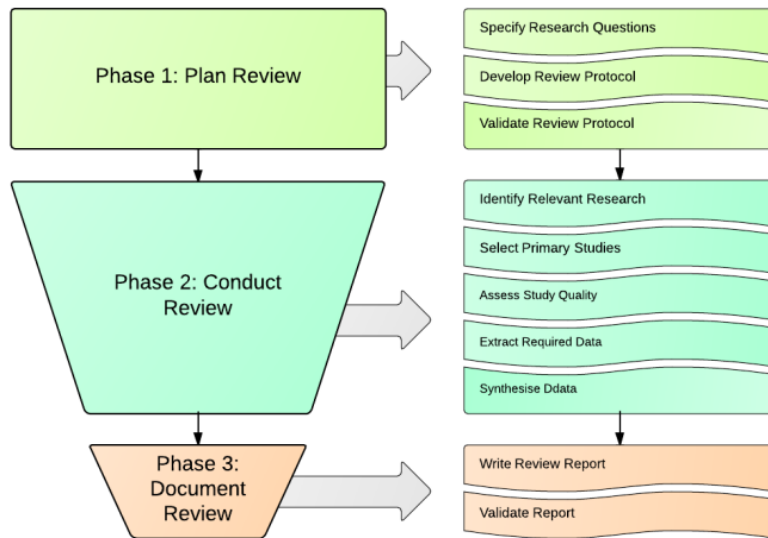 Phase 1: Plan Review
Specify Research Questions
Develop Review Protocol
Validate Review Protocol
Phase 2: Conduct
Review
Identify Relevant Research
Select Primary Studies
Assess Study Quality
Extract Required Data
Synthesise Ddata
Phase 3:
Document
Review
Write Review Report
Validate Report